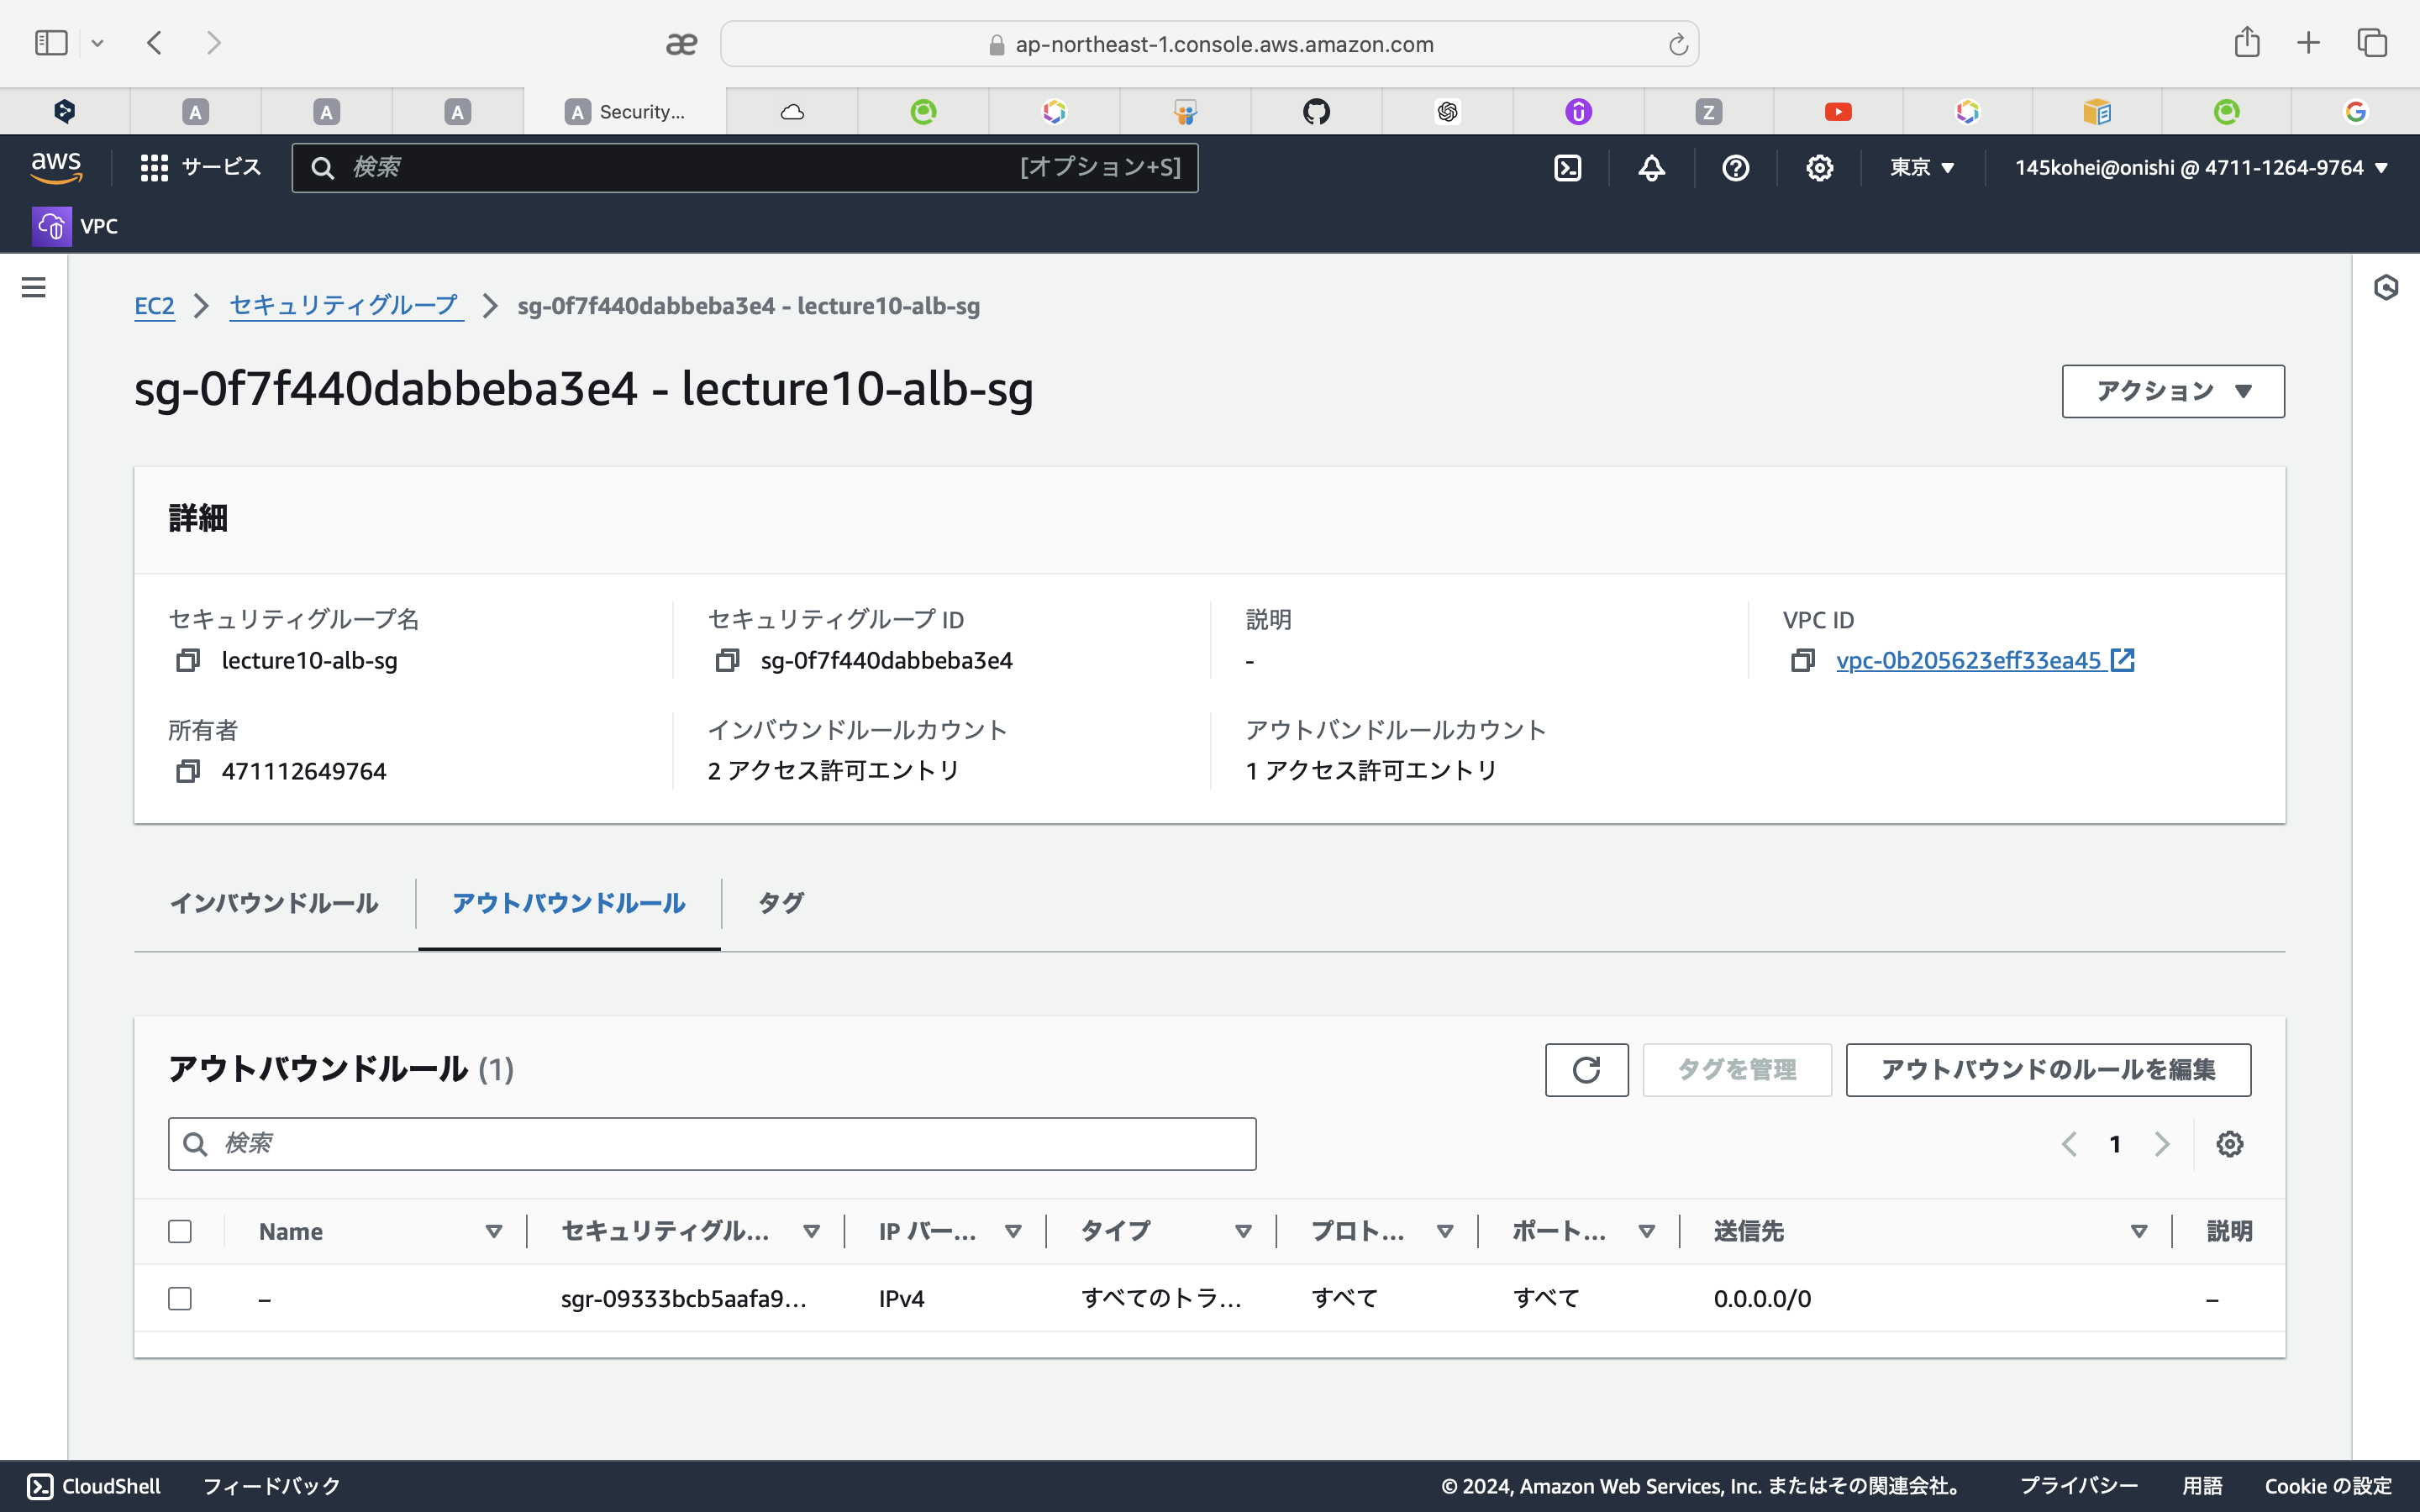 ap-northeast-1.console.aws.amazon.com
A
A
A
A Security...
Z
aws
サービス
検索
[オプション+S]
東京
145kohei@onishi @ 4711-1264-9764
VPC
EC2
セキュリティグループ
sg-0f7f440dabbeba3e4 - lecture10-alb-sg
sg-0f7f440dabbeba3e4 - lecture10-alb-sg
アクション
詳細
セキュリティグループ名
lecture10-alb-sg
セキュリティグループ ID
sg-0f7f440dabbeba3e4
説明
-
VPC ID
vpc-0b205623eff33ea45
所有者
471112649764
インバウンドルールカウント
2 アクセス許可エントリ
アウトバンドルールカウント
1 アクセス許可エントリ
インバウンドルール
アウトバウンドルール
タグ
アウトバウンドルール (1)
タグを管理
アウトバウンドのルールを編集
検索
1
Name
セキュリティグル...
IP バー...
タイプ
プロト...
ポート...
送信先
説明
–
sgr-09333bcb5aafa9...
IPv4
すべてのトラ...
すべて
すべて
0.0.0.0/0
–
CloudShell
フィードバック
© 2024, Amazon Web Services, Inc. またはその関連会社。
プライバシー
用語
Cookie の設定